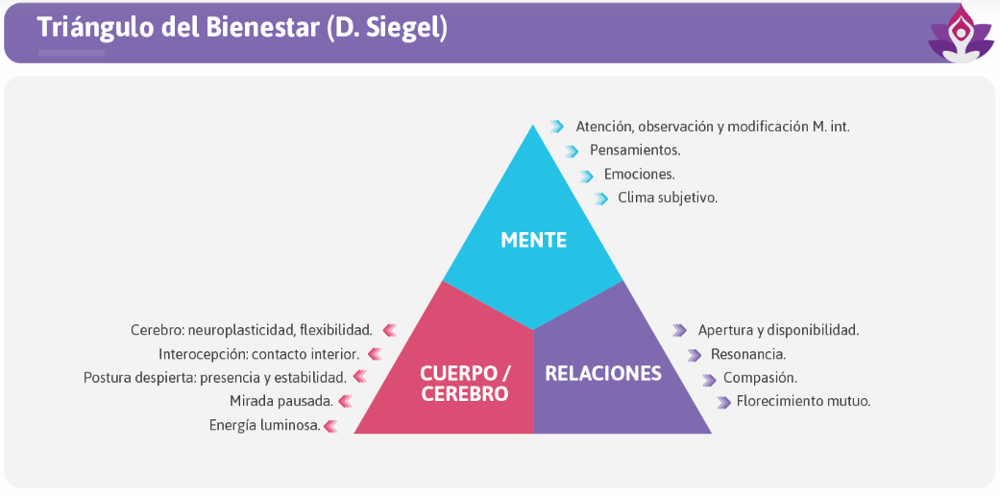 Triángulo del Bienestar (D. Siegel)
Atención, observación y modificación M. int.
Pensamientos.
Emociones.
Clima subjetivo.
MENTE
Cerebro: neuroplasticidad, flexibilidad.
Interocepción: contacto interior.
Postura despierta: presencia y estabilidad.
Mirada pausada.
Energía luminosa.
CUERPO /
CEREBRO
RELACIONES
Apertura y disponibilidad.
Resonancia.
Compasión.
Florecimiento mutuo.